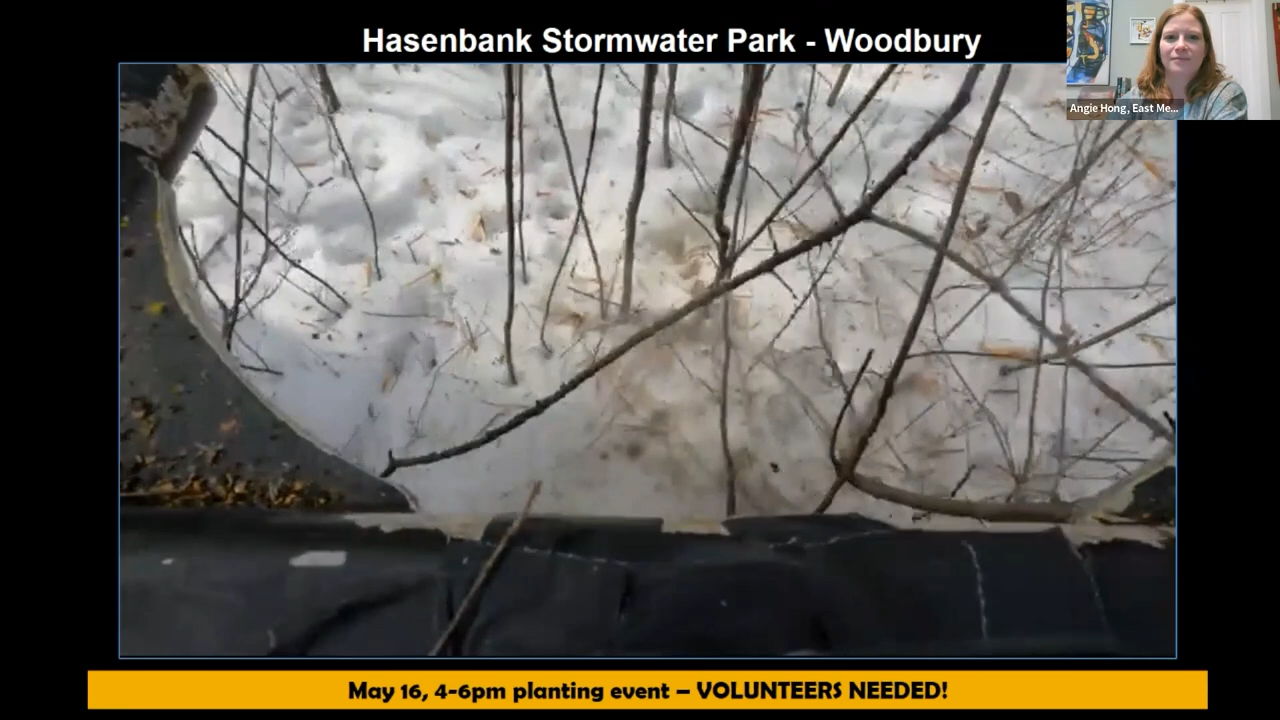 Hasenbank Stormwater Park - Woodbury
Angie Hong, East Me...
May 16, 4-6pm planting event – VOLUNTEERS NEEDED!